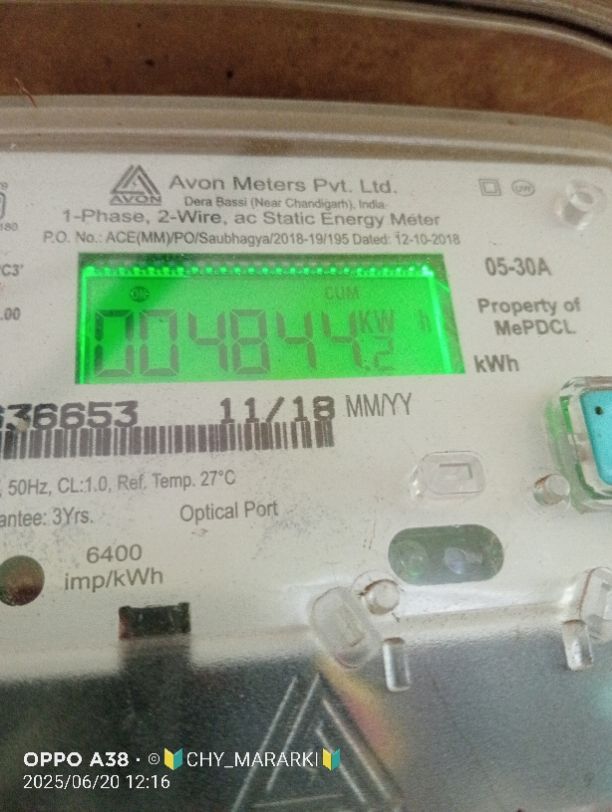 AVON
Avon Meters Pvt. Ltd.
Dera Bassi (Near Chandigarh), India
1-Phase, 2-Wire, ac Static Energy Meter
P.O. No.: ACE(MM)/PO/Saubhagya/2018-19/195 Dated: 12-10-2018
180
C3'
.00
05-30A
CUM
004844.2 KW h
Property of
MePDCL
kWh
36653 11/18 MM/YY
, 50Hz, CL:1.0, Ref. Temp. 27°C
antee: 3Yrs. Optical Port
6400
imp/kWh
OPPO A38 · © 🔰CHY_MARARKI🔰
2025/06/20 12:16